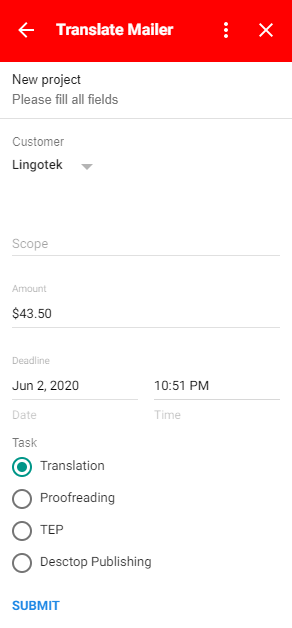 Translate Mailer
New project
Please fill all fields
Customer
Lingotek
Scope
Amount
$43.50
Deadline
Jun 2, 2020 10:51 PM
Date Time
Task
Translation
Proofreading
TEP
Desctop Publishing
SUBMIT